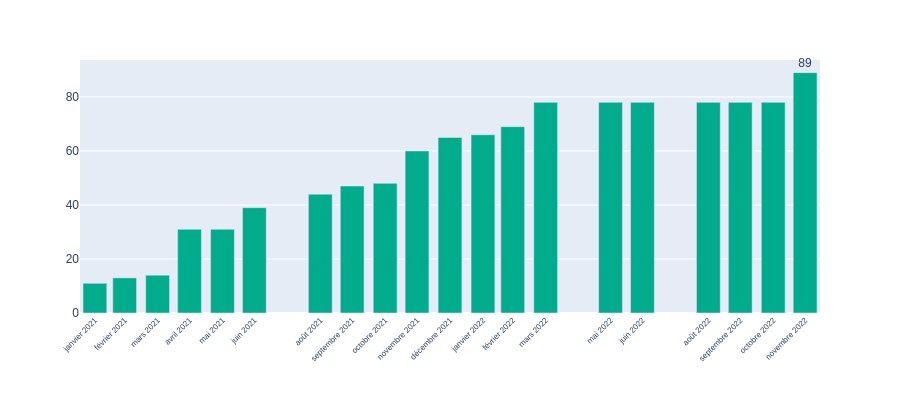 89
80
60
40
20
0
janvier 2021
février 2021
mars 2021
avril 2021
mai 2021
juin 2021
août 2021
septembre 2021
octobre 2021
novembre 2021
décembre 2021
janvier 2022
février 2022
mars 2022
mai 2022
juin 2022
août 2022
septembre 2022
octobre 2022
novembre 2022